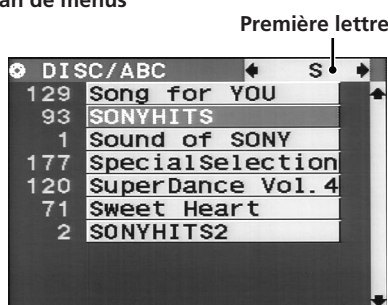 an de menus
Première lettre
DISC/ABC S
129 Song for YOU
93 SONYHITS
1 Sound of SONY
177 SpecialSelection
120 SuperDance Vol.4
71 Sweet Heart
2 SONYHITS2